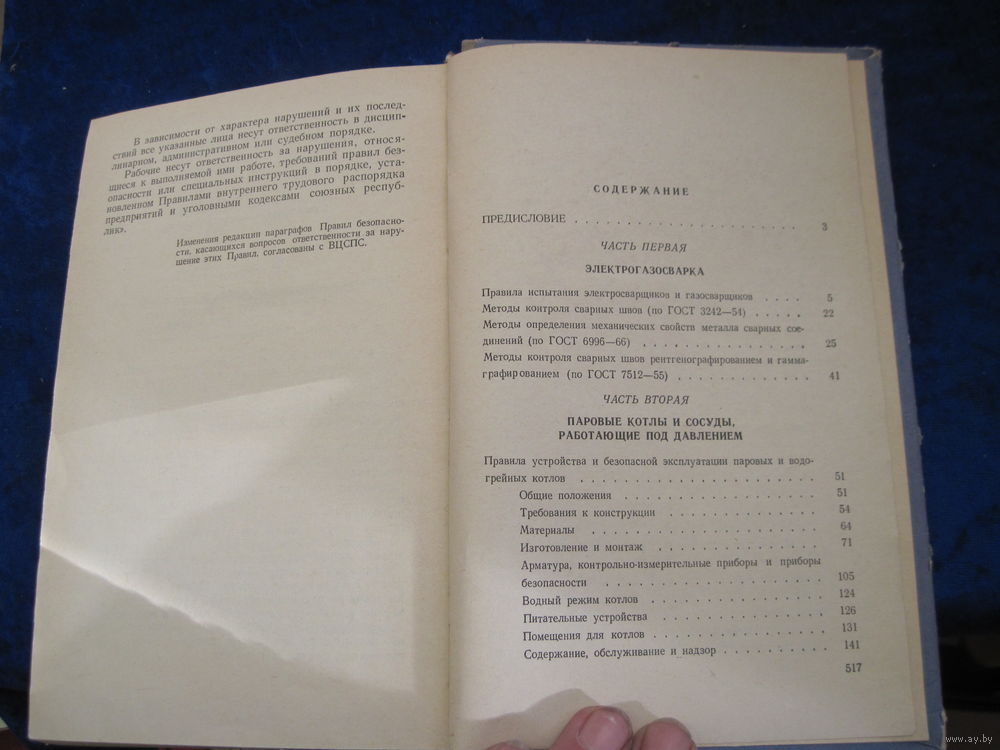 В зависимости от характера нарушений и их послед-
ствий все указанные лица несут ответственность в дисцип-
линарном, административном или судебном порядке.
Рабочие несут ответственность за нарушения, относя-
щиеся к выполняемой ими работе, требований правил без-
опасности или специальных инструкций в порядке, уста-
новленном Правилами внутреннего трудового распорядка
предприятий и уголовными кодексами союзных респуб-
лик».
Изменения редакции параграфов Правил безопасно-
сти, касающихся вопросов ответственности за нару-
шение этих Правил, согласованы с ВЦСПС.
СОДЕРЖАНИЕ
ПРЕДИСЛОВИЕ . . . . . . . . . . . . . . . . . . . 3
ЧАСТЬ ПЕРВАЯ
ЭЛЕКТРОГАЗОСВАРКА
Правила испытания электросварщиков и газосварщиков . . . . 5
Методы контроля сварных швов (по ГОСТ 3242—54) . . . . . 22
Методы определения механических свойств металла сварных сое-
динений (по ГОСТ 6996—66) . . . . . . . . . . . . . 25
Методы контроля сварных швов рентгенографированием и гамма-
графированием (по ГОСТ 7512—55) . . . . . . . . . . . 41
ЧАСТЬ ВТОРАЯ
ПАРОВЫЕ КОТЛЫ И СОСУДЫ,
РАБОТАЮЩИЕ ПОД ДАВЛЕНИЕМ
Правила устройства и безопасной эксплуатации паровых и водо-
грейных котлов . . . . . . . . . . . . . . . . . . 51
Общие положения . . . . . . . . . . . . . . . 51
Требования к конструкции . . . . . . . . . . . . 54
Материалы . . . . . . . . . . . . . . . . . 64
Изготовление и монтаж . . . . . . . . . . . . . 71
Арматура, контрольно-измерительные приборы и приборы
безопасности . . . . . . . . . . . . . . . . 105
Водный режим котлов . . . . . . . . . . . . . 124
Питательные устройства . . . . . . . . . . . . 126
Помещения для котлов . . . . . . . . . . . . . 131
Содержание, обслуживание и надзор . . . . . . . . . 141
517
www.ay.by